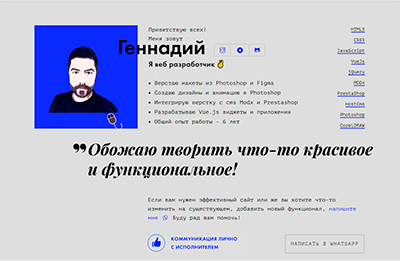 Приветствую всех!
Меня зовут
Геннадий
Я веб разработчик ✌
• Верстаю макеты из Photoshop и Figma
• Создаю дизайны и анимацию в Photoshop
• Интегрирую верстку с cms Modx и Prestashop
• Разрабатываю Vue.js виджеты и приложения
• Общий опыт работы - 6 лет
HTML5
CSS3
JavaScript
VueJs
jQuery
MODx
PrestaShop
HostCms
Photoshop
CorelDRAW
❞ Обожаю творить что-то красивое
и функциональное!
Если вам нужен эффективный сайт или же вы хотите что-то
изменить на существующем, добавить новый функционал, напишите
мне Буду рад вам помочь!
КОММУНИКАЦИЯ ЛИЧНО
С ИСПОЛНИТЕЛЕМ
НАПИСАТЬ В WHATSAPP